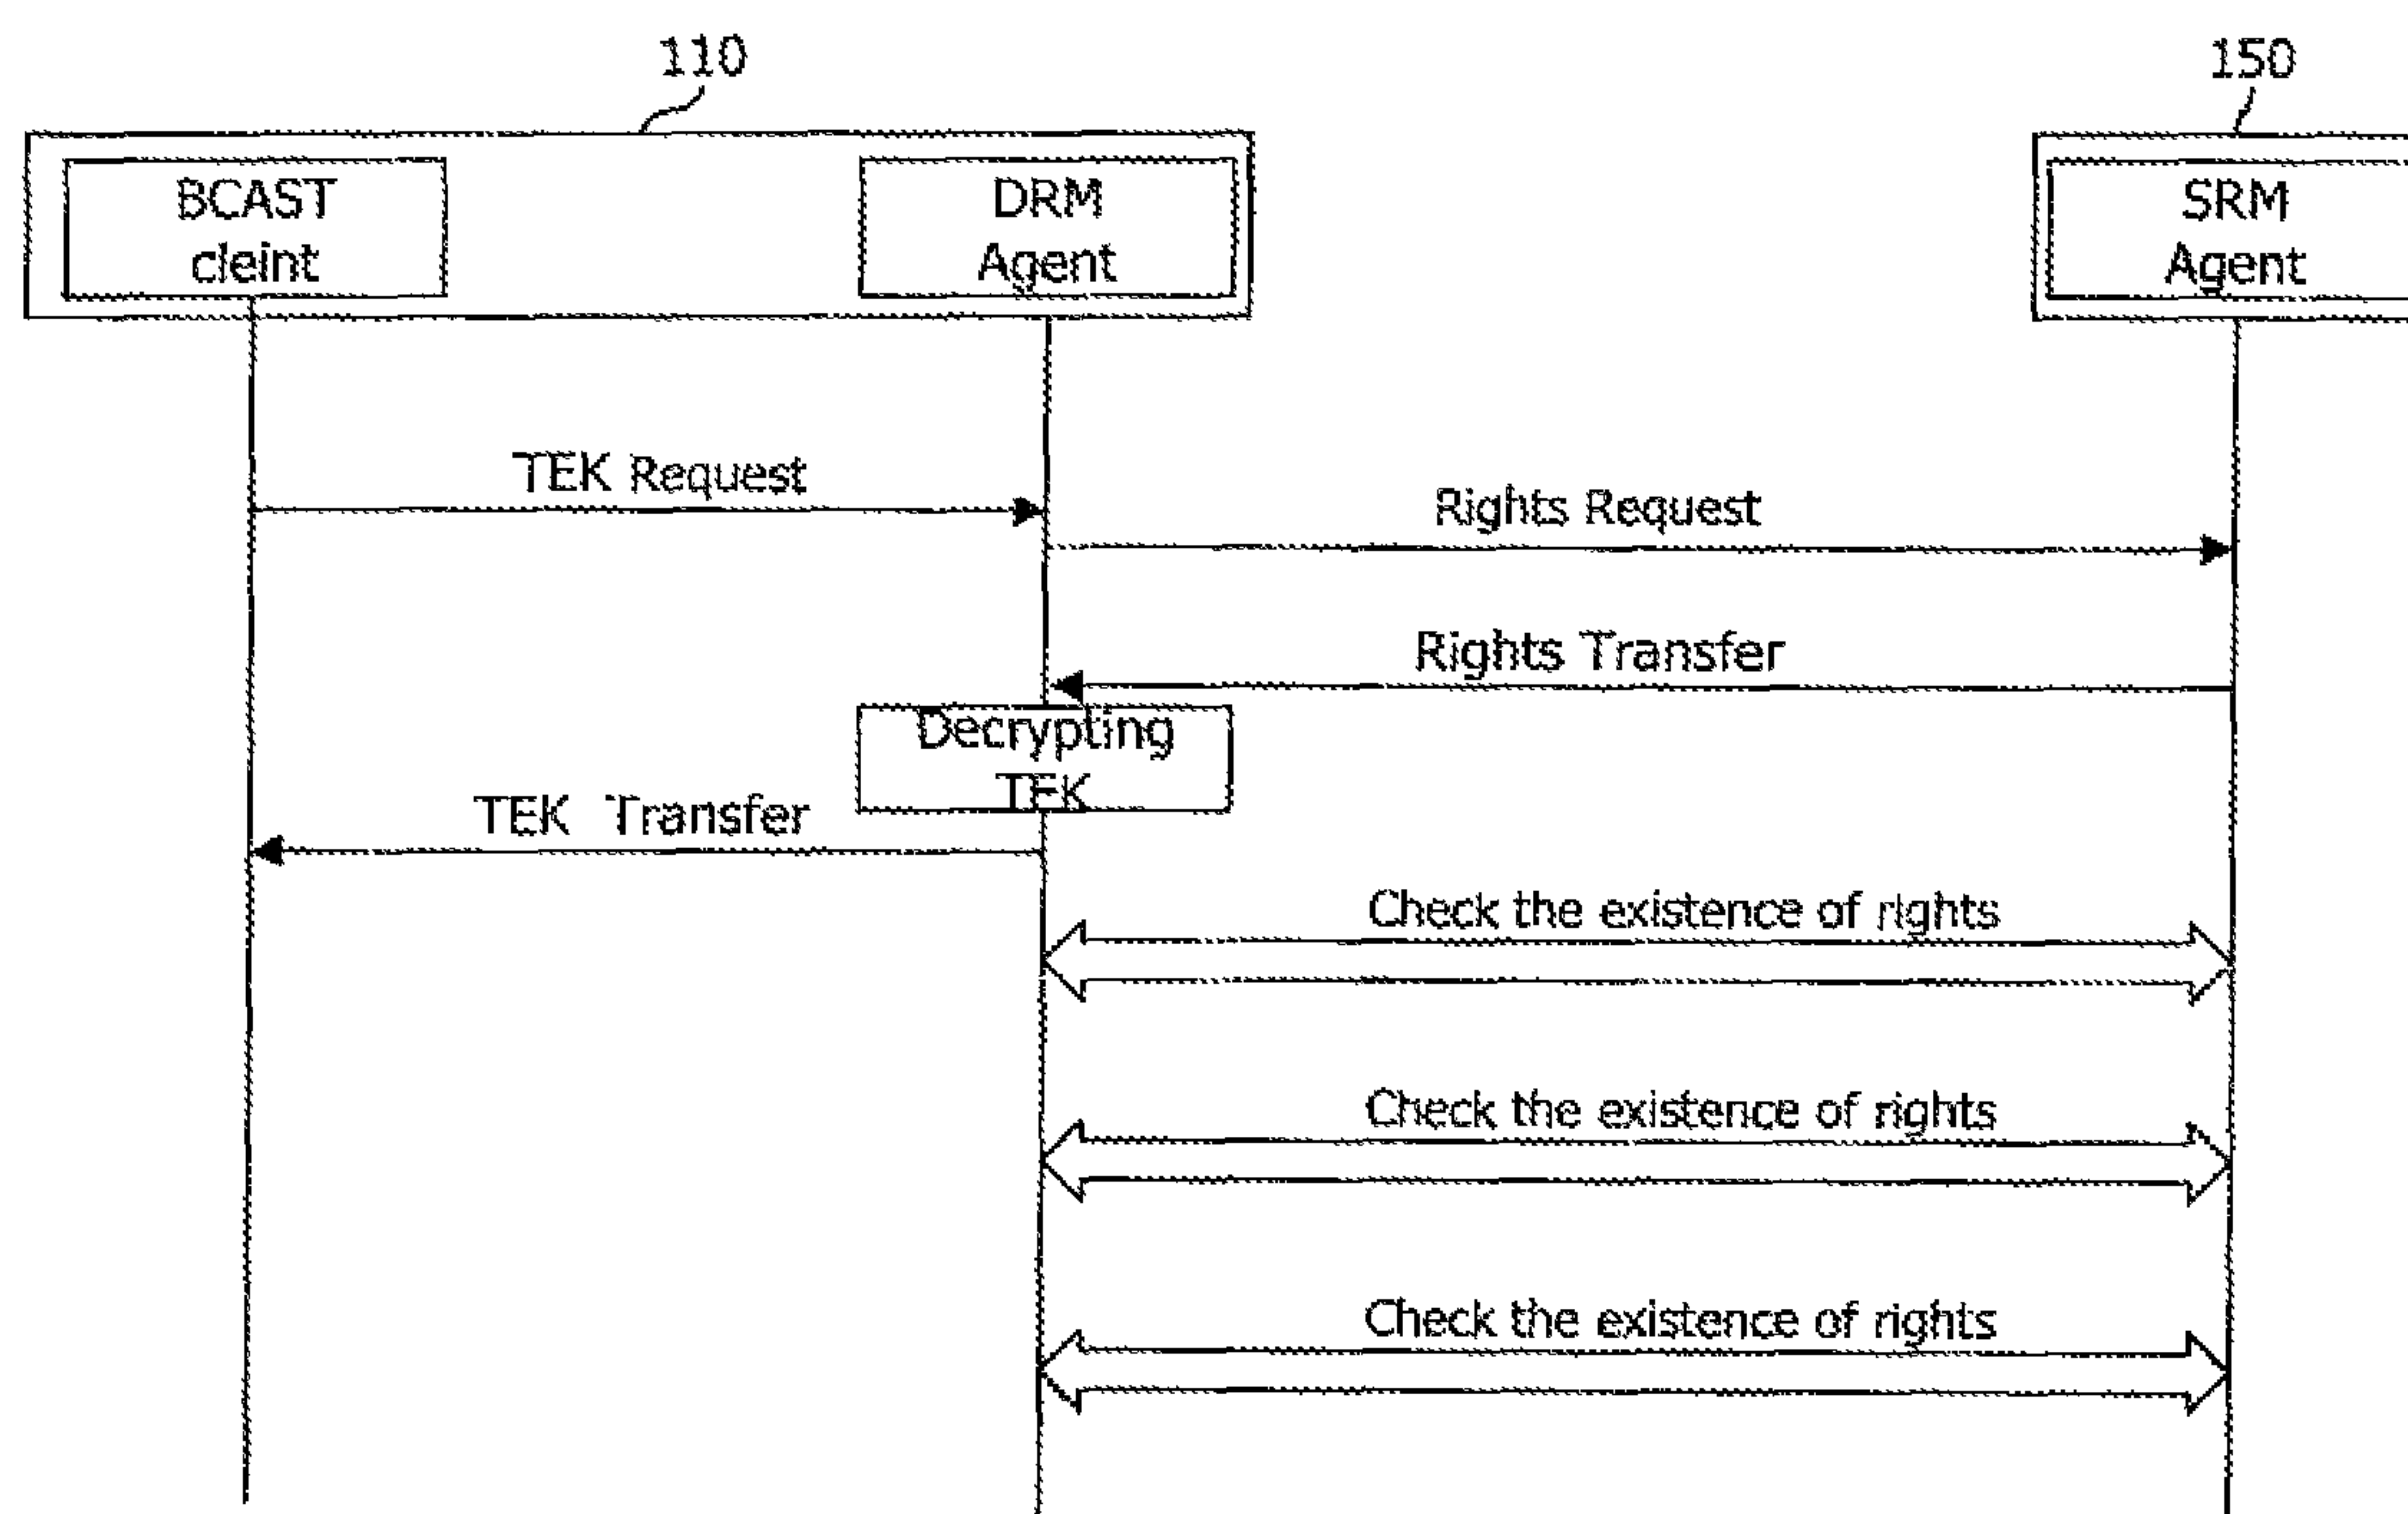 110
150
BCAST
cleint
DRM
Agent
SRM
Agent
TEK Request
Rights Request
Rights Transfer
Decrypting
TEK
TEK Transfer
Check the existence of rights
Check the existence of rights
Check the existence of rights